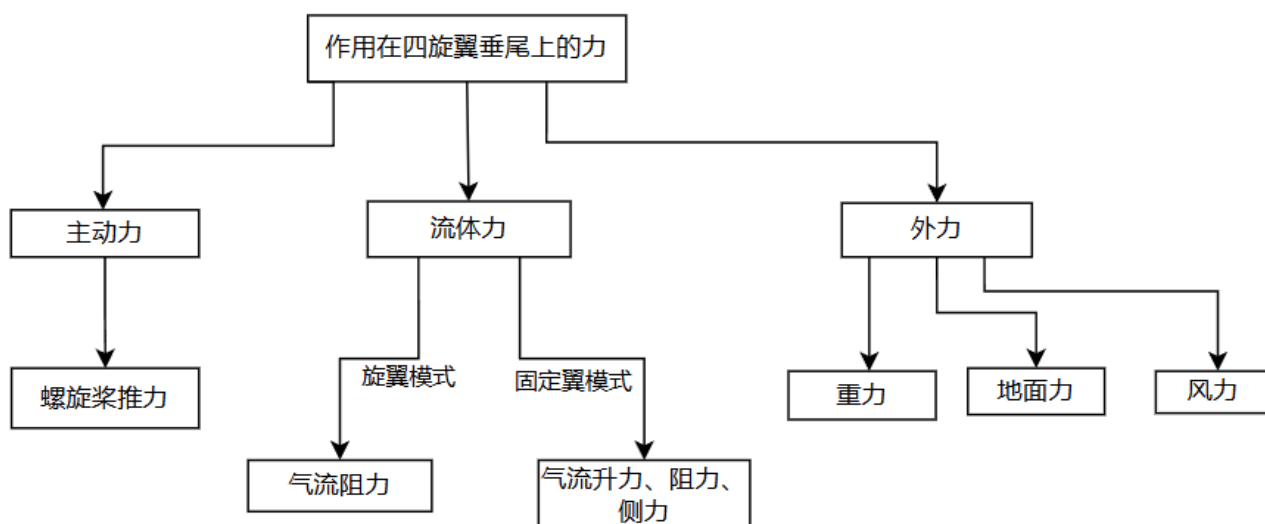 作用在四旋翼垂尾上的力
主动力
流体力
外力
旋翼模式
固定翼模式
螺旋桨推力
重力
地面力
风力
气流阻力
气流升力、阻力、
侧力